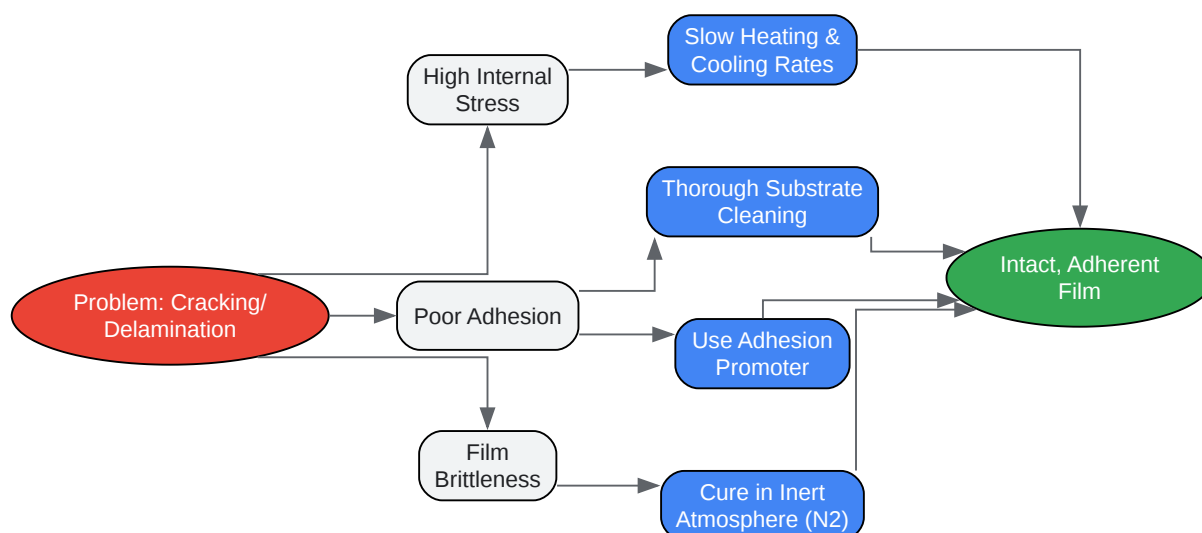 Slow Heating &
Cooling Rates
High Internal
Stress
Thorough Substrate
Cleaning
Intact, Adherent
Film
Problem: Cracking/
Delamination
Poor Adhesion
Use Adhesion
Promoter
Film
Brittleness
Cure in Inert
Atmosphere (N2)